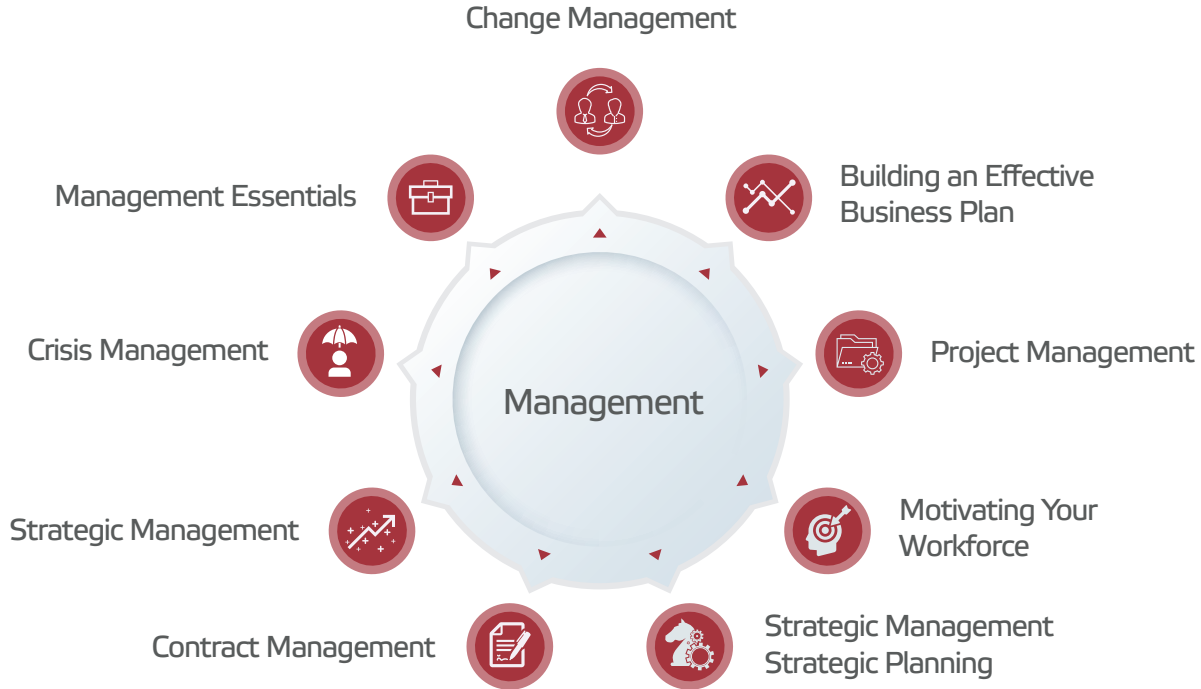 Change Management
Management Essentials
Building an Effective
Business Plan
Crisis Management
Project Management
Management
Strategic Management
Motivating Your
Workforce
Contract Management
Strategic Management
Strategic Planning